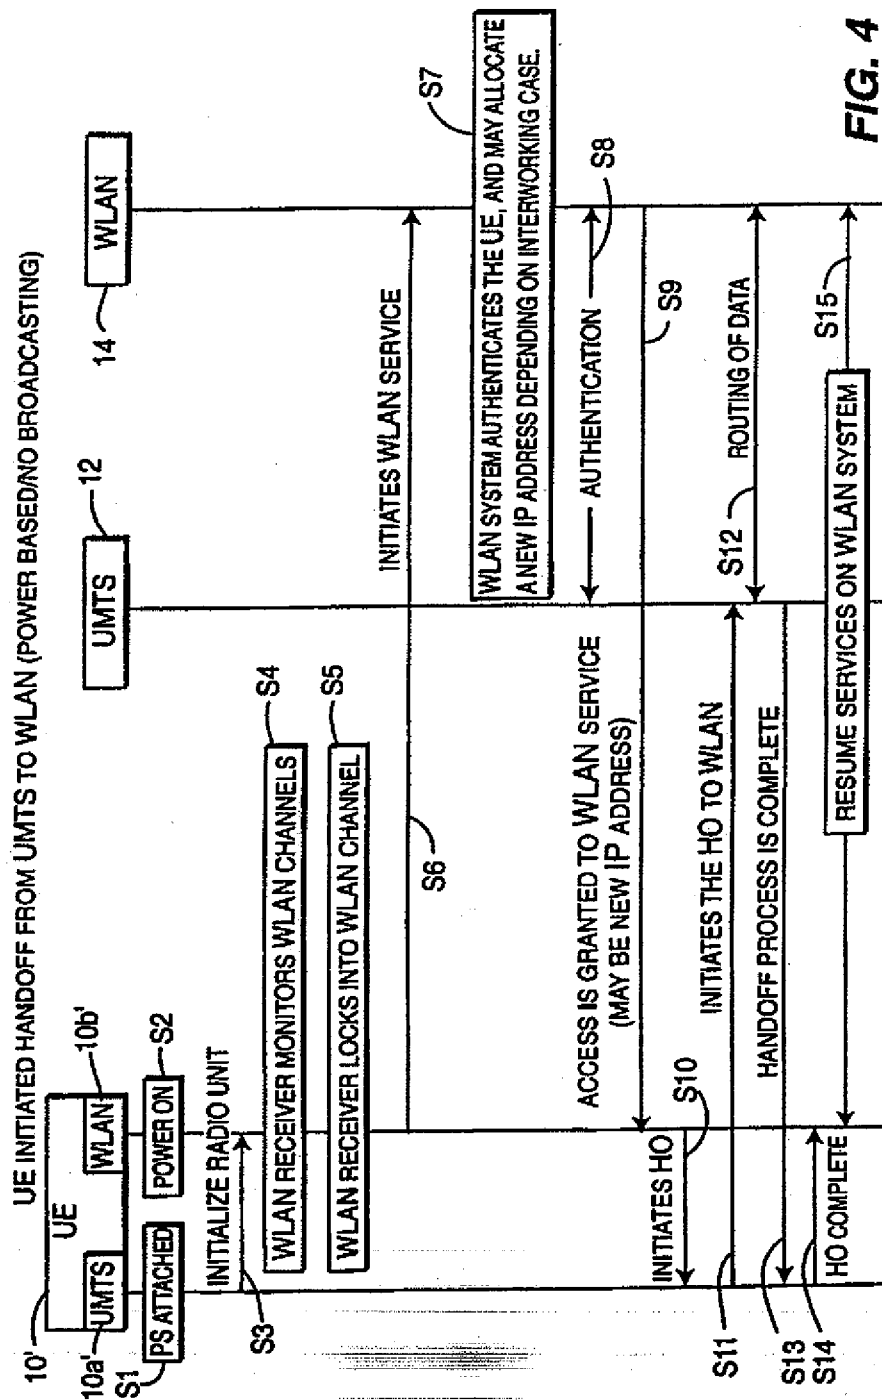 UE INITIATED HANDOFF FROM UMTS TO WLAN (POWER BASED/NO BROADCASTING)
10'
UE
UMTS
WLAN
10a'
10b'
UMTS
12
WLAN
14
S1
PS ATTACHED
POWER ON
S2
INITIALIZE RADIO UNIT
S3
WLAN RECEIVER MONITORS WLAN CHANNELS
S4
WLAN RECEIVER LOCKS INTO WLAN CHANNEL
S5
INITIATES WLAN SERVICE
S6
WLAN SYSTEM AUTHENTICATES THE UE, AND MAY ALLOCATE
A NEW IP ADDRESS DEPENDING ON INTERWORKING CASE.
S7
AUTHENTICATION
S8
ACCESS IS GRANTED TO WLAN SERVICE
(MAY BE NEW IP ADDRESS)
S9
INITIATES HO
S10
INITIATES THE HO TO WLAN
S11
S12
ROUTING OF DATA
HANDOFF PROCESS IS COMPLETE
S13
HO COMPLETE
S14
RESUME SERVICES ON WLAN SYSTEM
S15
FIG. 4